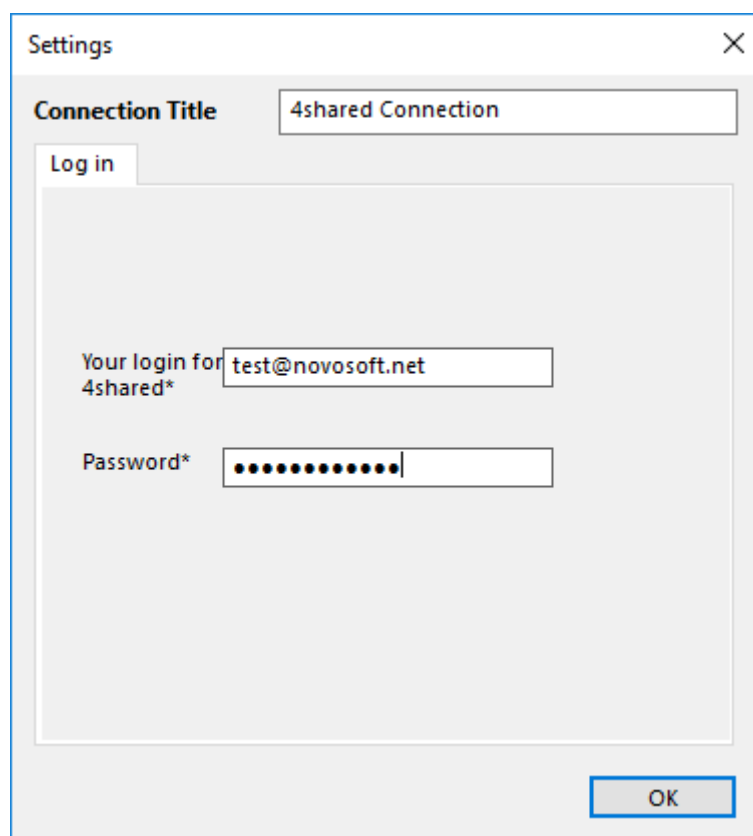 Settings
Connection Title
4shared Connection
Log in
Your login for
4shared*
test@novosoft.net
Password*
●●●●●●●●●●●●
OK